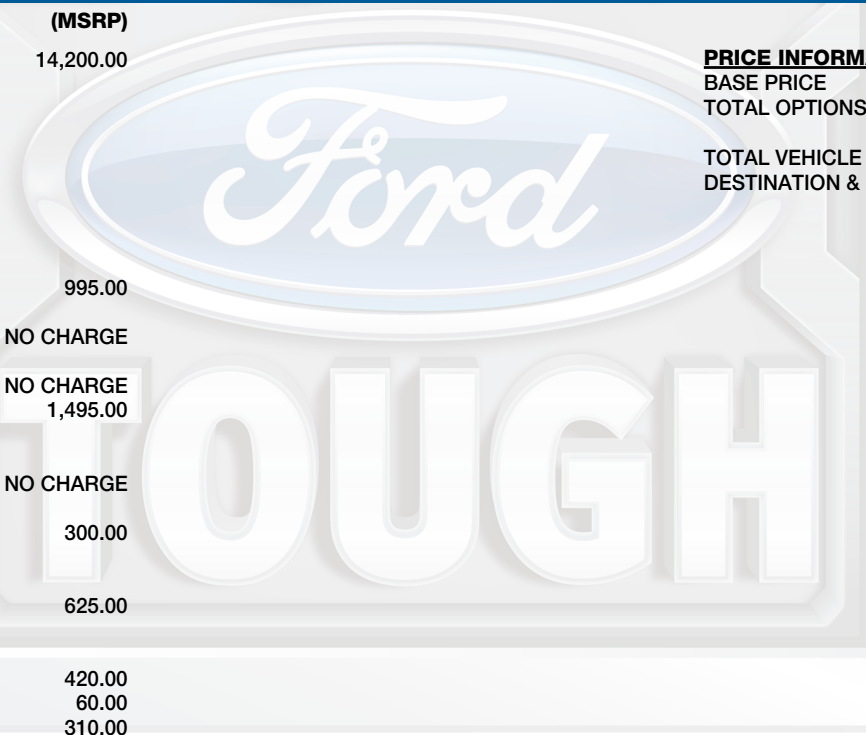 (MSRP)
14,200.00
995.00
NO CHARGE
NO CHARGE
1,495.00
NO CHARGE
300.00
625.00
420.00
60.00
310.00
PRICE INFORMA
BASE PRICE
TOTAL OPTIONS
TOTAL VEHICLE
DESTINATION &
Ford
TOUGH